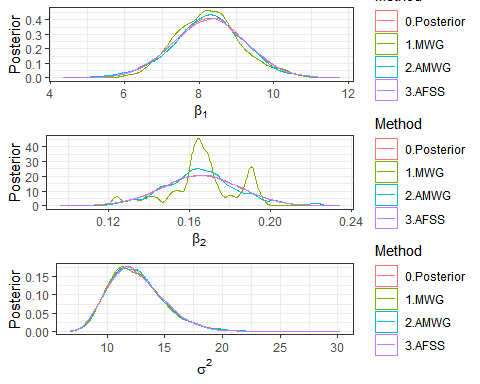 Method
0.Posterior
1.MWG
2.AMWG
3.AFSS
Posterior
0.4
0.3
0.2
0.1
0.0
4 6 8 10 12
β1
Method
0.Posterior
1.MWG
2.AMWG
3.AFSS
Posterior
40
30
20
10
0
0.12 0.16 0.20 0.24
β2
Method
0.Posterior
1.MWG
2.AMWG
3.AFSS
Posterior
0.15
0.10
0.05
0.00
10 15 20 25 30
σ2